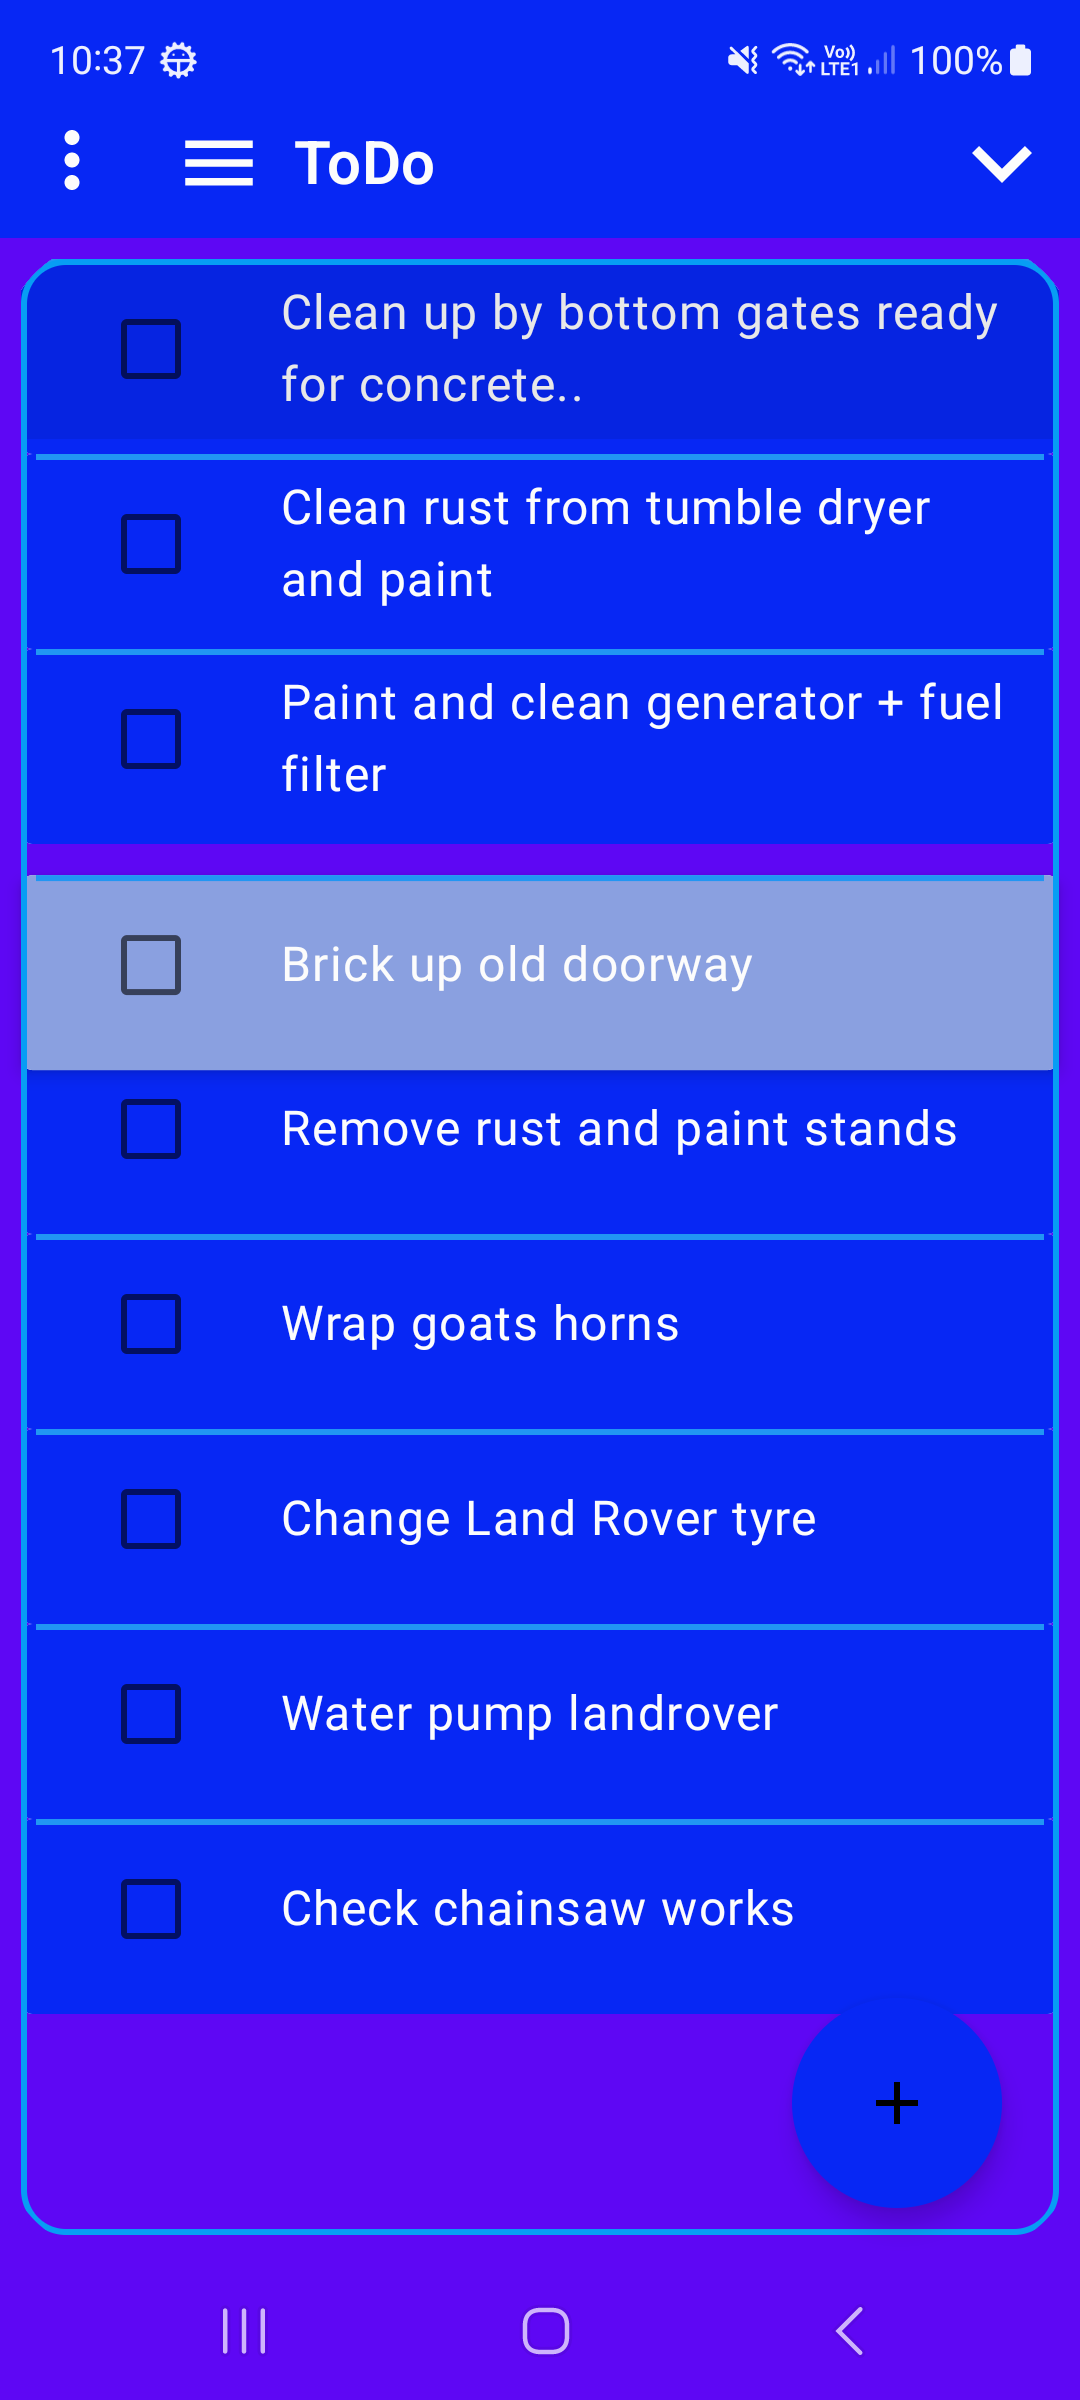 10:37 Vo)) LTE1 100%
ToDo
Clean up by bottom gates ready
for concrete..
Clean rust from tumble dryer
and paint
Paint and clean generator + fuel
filter
Brick up old doorway
Remove rust and paint stands
Wrap goats horns
Change Land Rover tyre
Water pump landrover
Check chainsaw works